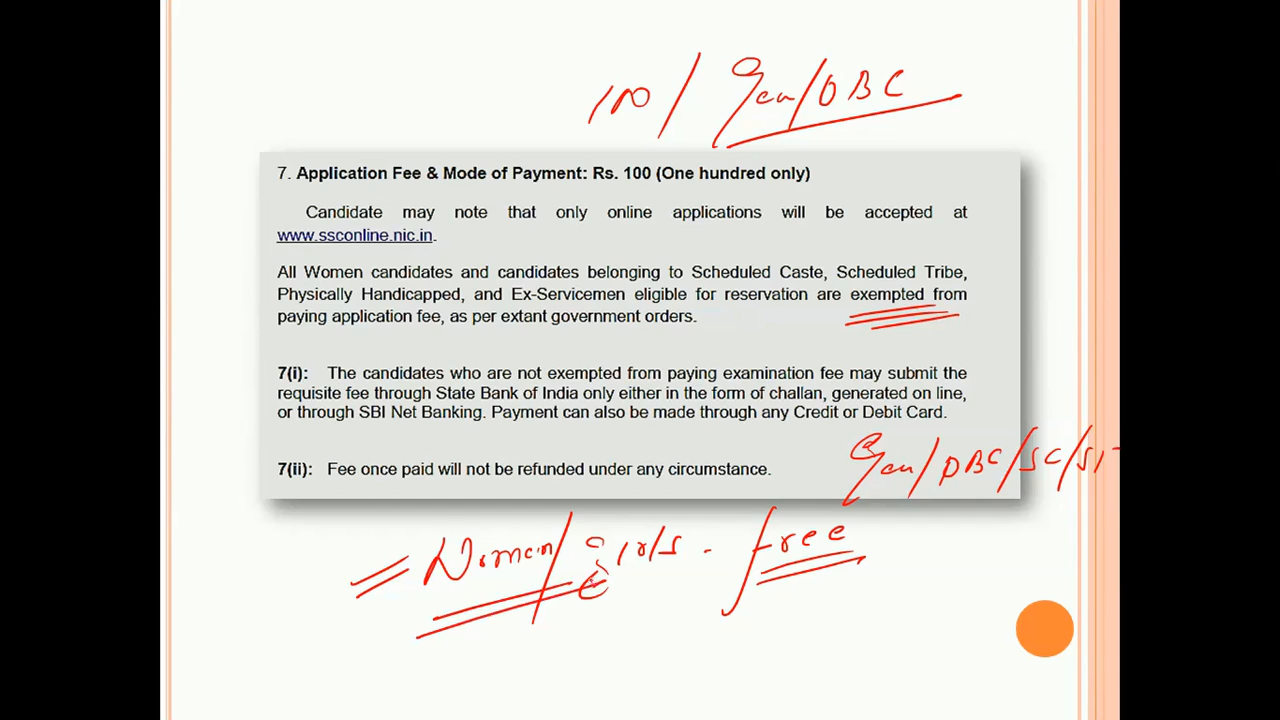 100 / Gen/OBC
7. Application Fee & Mode of Payment: Rs. 100 (One hundred only)
Candidate may note that only online applications will be accepted at
www.ssconline.nic.in.
All Women candidates and candidates belonging to Scheduled Caste, Scheduled Tribe,
Physically Handicapped, and Ex-Servicemen eligible for reservation are exempted from
paying application fee, as per extant government orders.
7(i): The candidates who are not exempted from paying examination fee may submit the
requisite fee through State Bank of India only either in the form of challan, generated on line,
or through SBI Net Banking. Payment can also be made through any Credit or Debit Card.
7(ii): Fee once paid will not be refunded under any circumstance.
Gen/OBC/SC/ST
= Women/girls - free